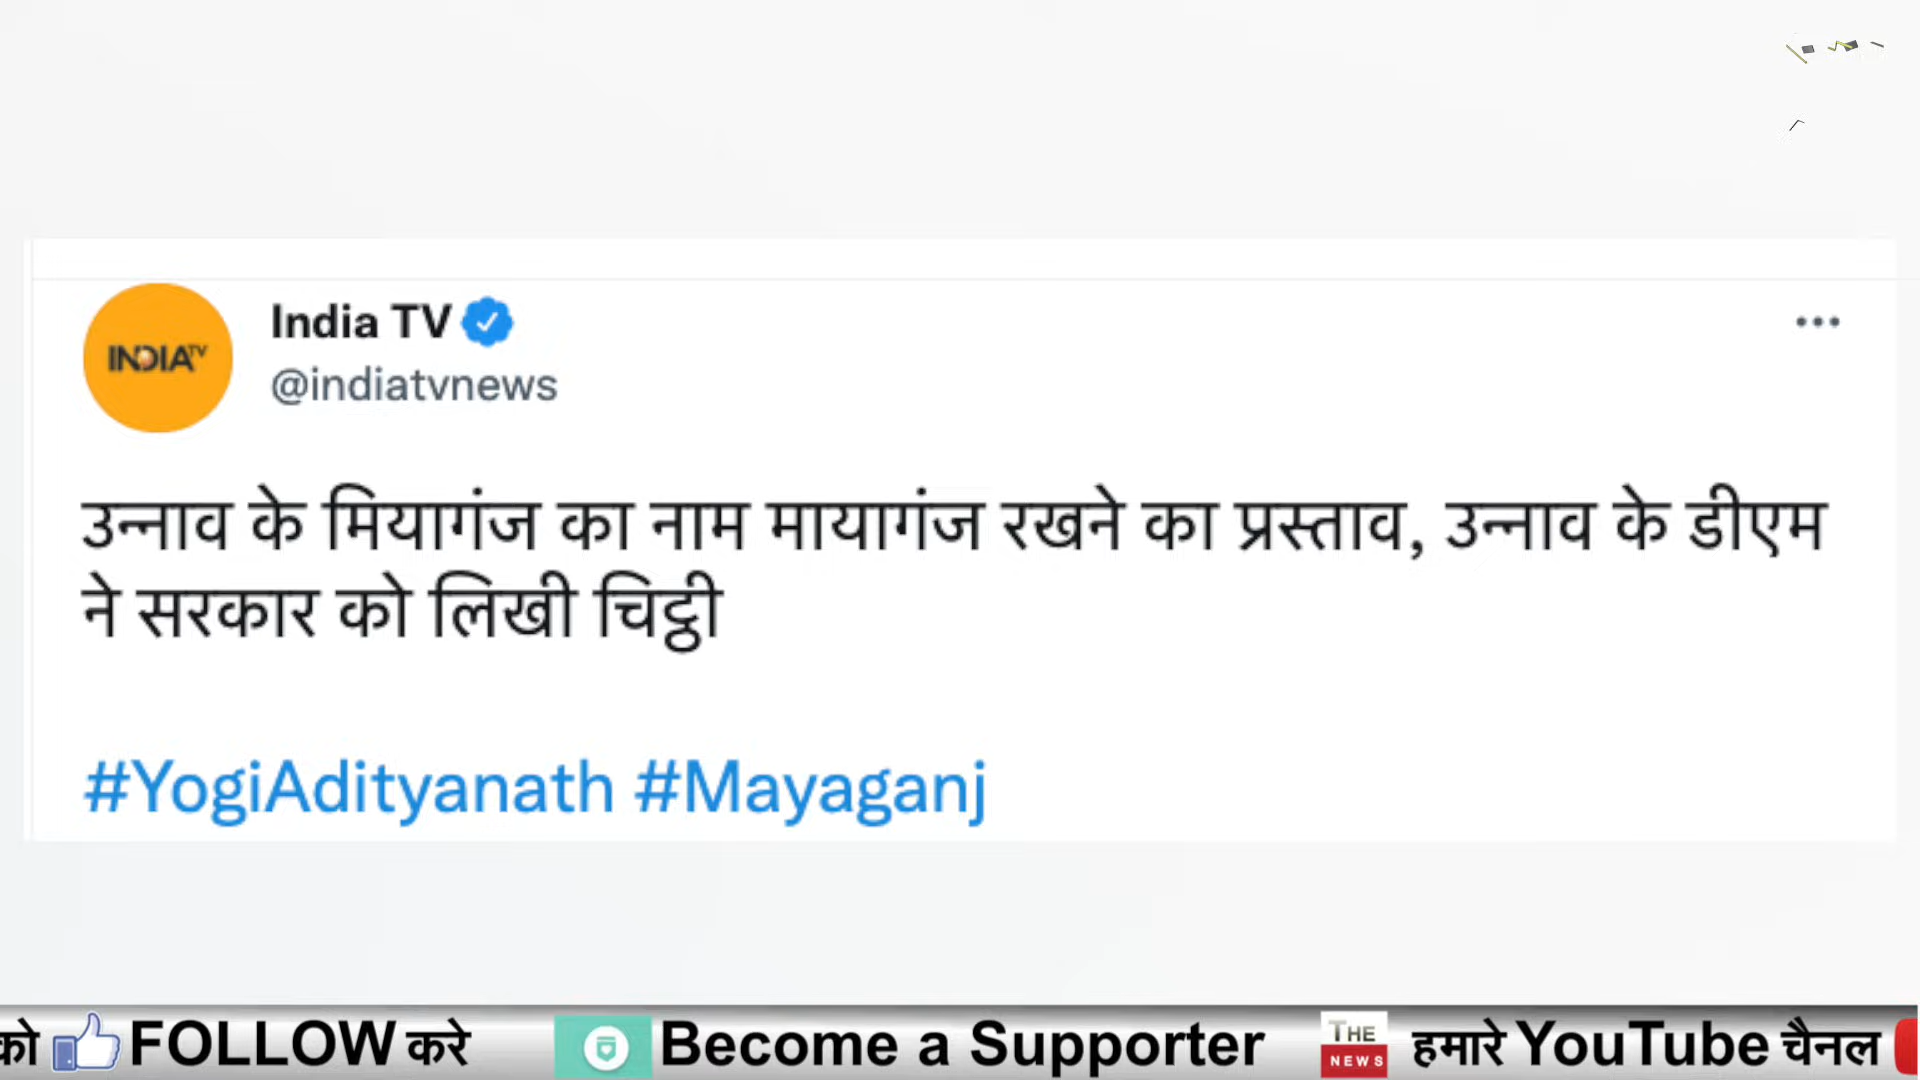 India TV
@indiatvnews
INDIATV
उन्नाव के मियागंज का नाम मायागंज रखने का प्रस्ताव, उन्नाव के डीएम
ने सरकार को लिखी चिट्ठी
#YogiAdityanath #Mayaganj
को FOLLOW करे Become a Supporter THE NEWS हमारे YouTube चैनल